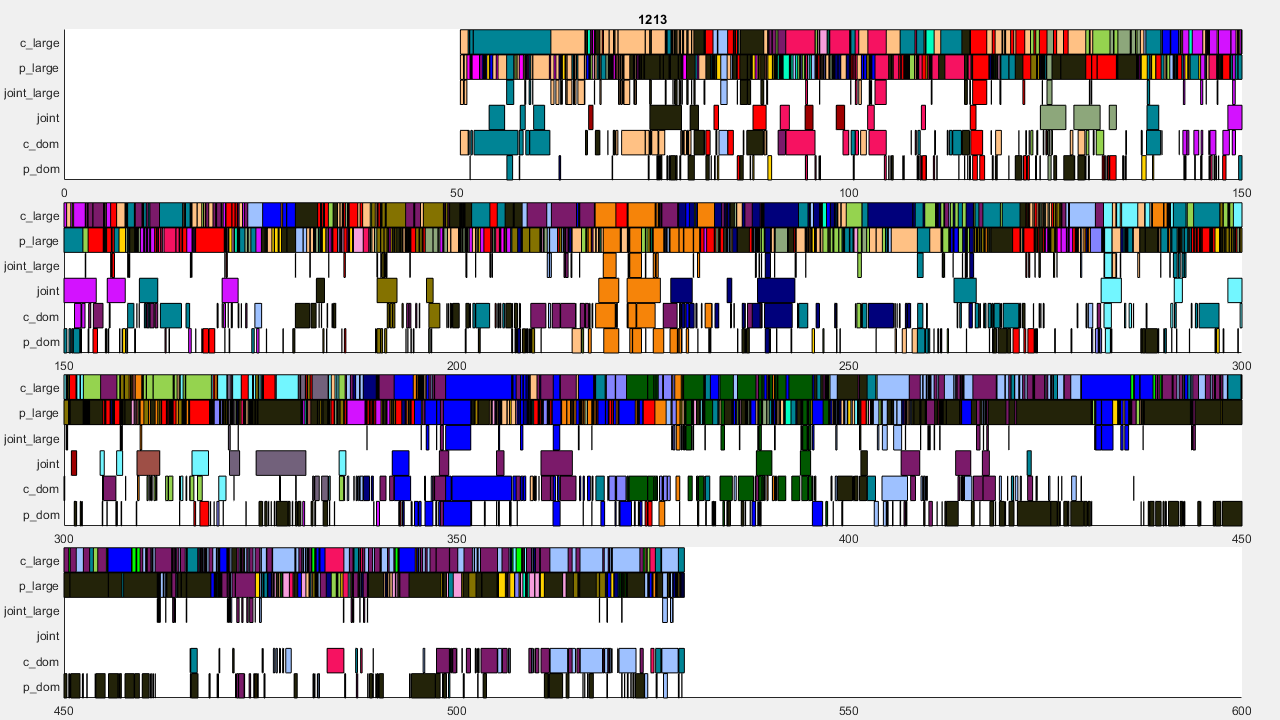 1213
c_large
p_large
joint_large
joint
c_dom
p_dom
0 50 100 150
c_large
p_large
joint_large
joint
c_dom
p_dom
150 200 250 300
c_large
p_large
joint_large
joint
c_dom
p_dom
300 350 400 450
c_large
p_large
joint_large
joint
c_dom
p_dom
450 500 550 600